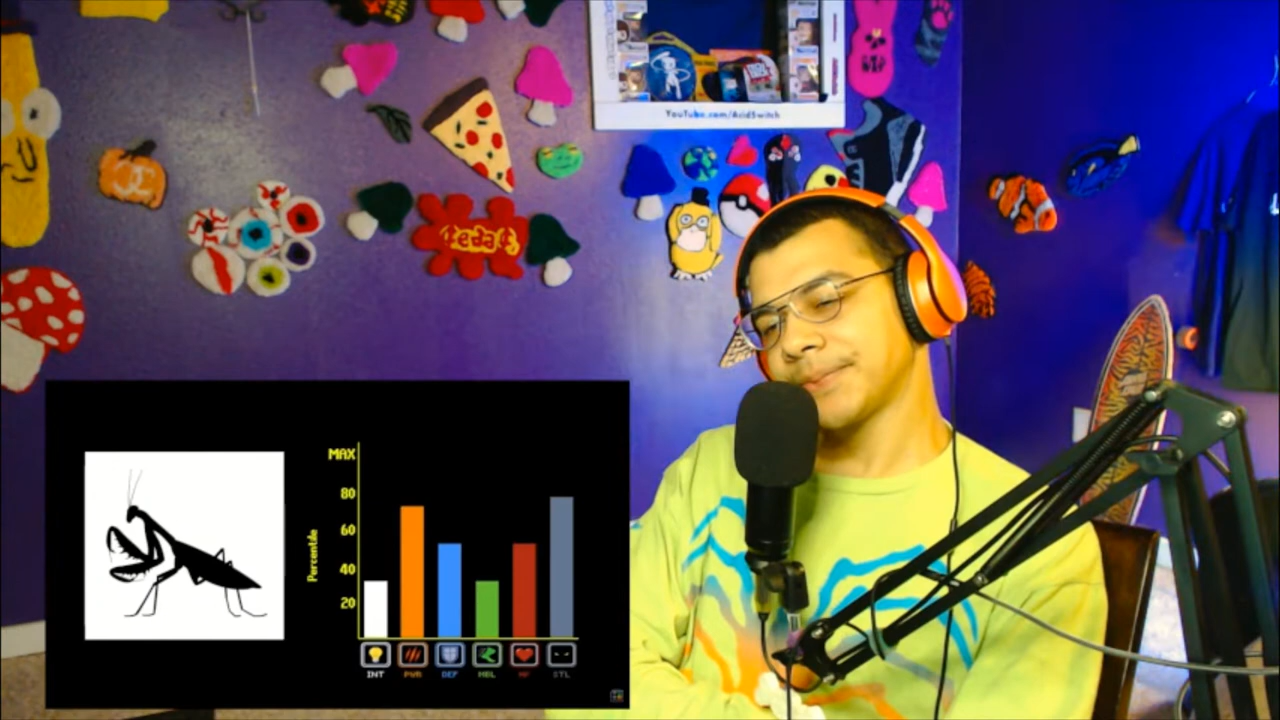 YouTube.com/AcidSwitch
MAX
80
60
40
20
Percentile
INT
PWR
DEF
MBL
HP
STL